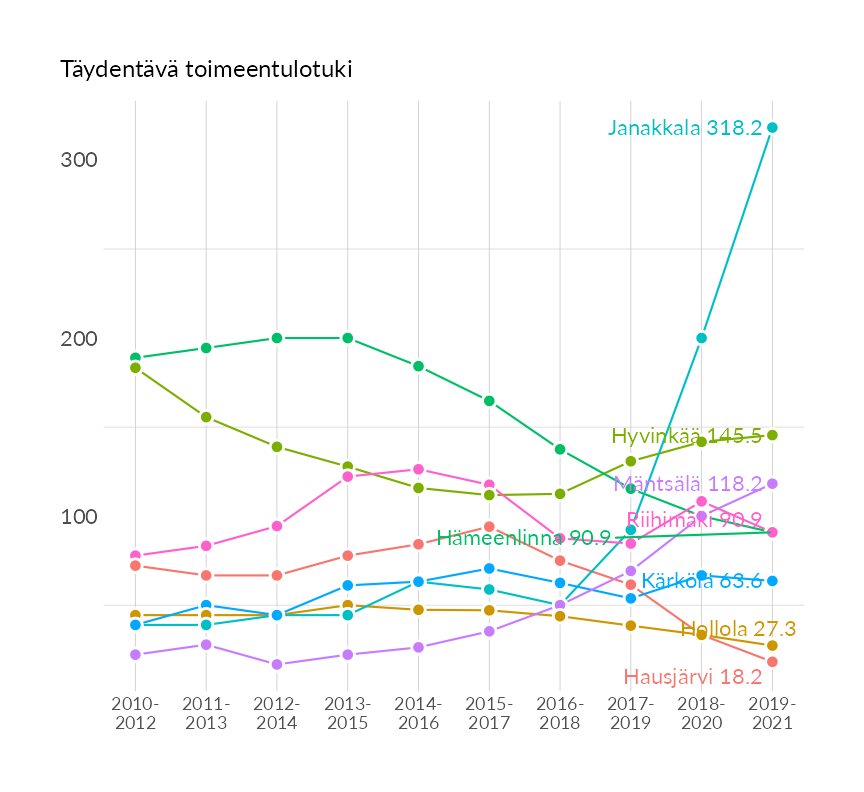 Täydentävä toimeentulotuki
Janakkala 318.2
300
200
Hyvinkää 145.5
Mäntsälä 118.2
100
Riihimäki 90.9
Hämeenlinna 90.9
Kärkölä 63.6
Hollola 27.3
Hausjärvi 18.2
2010-
2012
2011-
2013
2012-
2014
2013-
2015
2014-
2016
2015-
2017
2016-
2018
2017-
2019
2018-
2020
2019-
2021